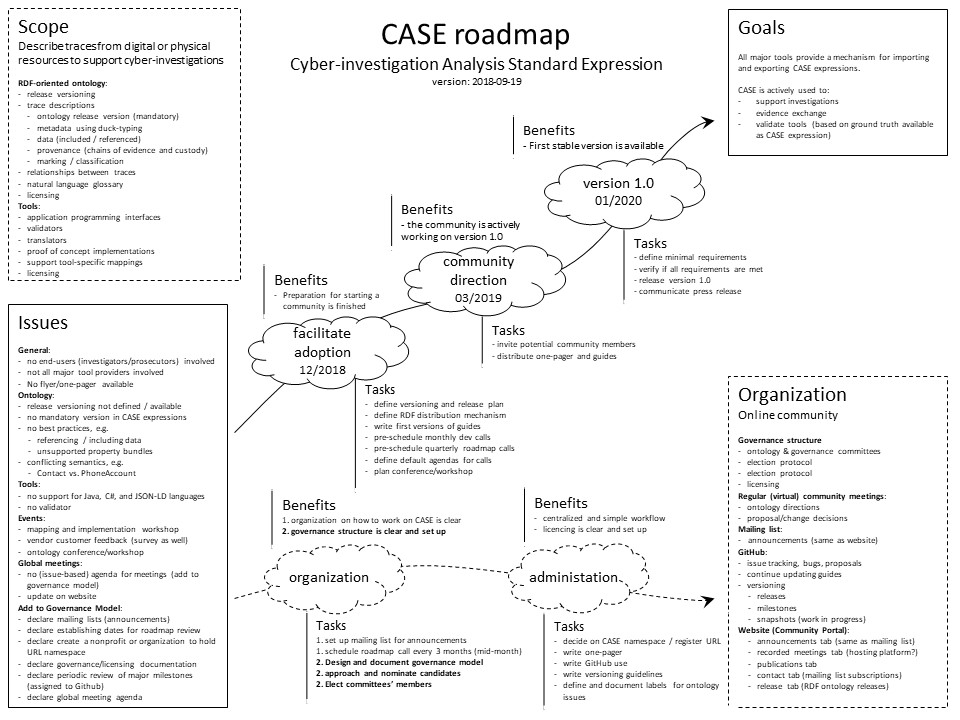 CASE roadmap
Cyber-investigation Analysis Standard Expression
version: 2018-09-19
Scope
Describe tracesfrom digital or physical
resources to support cyber-investigations
RDF-oriented ontology:
- release versioning
- trace descriptions
- ontology release version (mandatory)
- metadata using duck-typing
- data (included / referenced)
- provenance (chains of evidence and custody)
- marking / classification
- relationships between traces
- natural language glossary
- licensing
Tools:
- application programming interfaces
- validators
- translators
- proof of concept implementations
- support tool-specific mappings
- licensing
Goals
All major tools provide a mechanism for importing
and exporting CASE expressions.
CASE is actively used to:
- support investigations
- evidence exchange
- validate tools (based on ground truth available
as CASE expression)
Benefits
- First stable version is available
version 1.0
01/2020
Tasks
- define minimal requirements
- verify if all requirements are met
- release version 1.0
- communicate press release
Benefits
- the community is actively
working on version 1.0
community
direction
03/2019
Tasks
- invite potential community members
- distribute one-pager and guides
Benefits
- Preparation for starting a
community is finished
facilitate
adoption
12/2018
Tasks
- define versioning and release plan
- define RDF distribution mechanism
- write first versions of guides
- pre-schedule monthly dev calls
- pre-schedule quarterly roadmap calls
- define default agendas for calls
- plan conference/workshop
Issues
General:
- no end-users (investigators/prosecutors) involved
- not all major tool providers involved
- No flyer/one-pager available
Ontology:
- release versioning not defined / available
- no mandatory version in CASE expressions
- no best practices, e.g.
- referencing / including data
- unsupported property bundles
- conflicting semantics, e.g.
- Contact vs. PhoneAccount
Tools:
- no support for Java, C#, and JSON-LD languages
- no validator
Events:
- mapping and implementation workshop
- vendor customer feedback (survey as well)
- ontology conference/workshop
Global meetings:
- no (issue-based) agenda for meetings (add to
governance model)
- update on website
Add to Governance Model:
- declare mailing lists (announcements)
- declare establishing dates for roadmap review
- declare create a nonprofit or organization to hold
URL namespace
- declare governance/licensing documentation
- declare periodic review of major milestones
(assigned to Github)
- declare global meeting agenda
Benefits
1. organization on how to work on CASE is clear
2. governance structure is clear and set up
organization
Tasks
1. set up mailing list for announcements
1. schedule roadmap call every 3 months (mid-month)
2. Design and document governance model
2. approach and nominate candidates
2. Elect committees' members
Benefits
- centralized and simple workflow
- licencing is clear and set up
administation
Tasks
- decide on CASE namespace / register URL
- write one-pager
- write GitHub use
- write versioning guidelines
- define and document labels for ontology
issues
Organization
Online community
Governance structure
- ontology & governance committees
- election protocol
- election protocol
- licensing
Regular (virtual) community meetings:
- ontology directions
- proposal/change decisions
Mailing list:
- announcements (same as website)
GitHub:
- issue tracking, bugs, proposals
- continue updating guides
- versioning
- releases
- milestones
- snapshots (work in progress)
Website (Community Portal):
- announcements tab (same as mailing list)
- recorded meetings tab (hosting platform?)
- publications tab
- contact tab (mailing list subscriptions)
- release tab (RDF ontology releases)